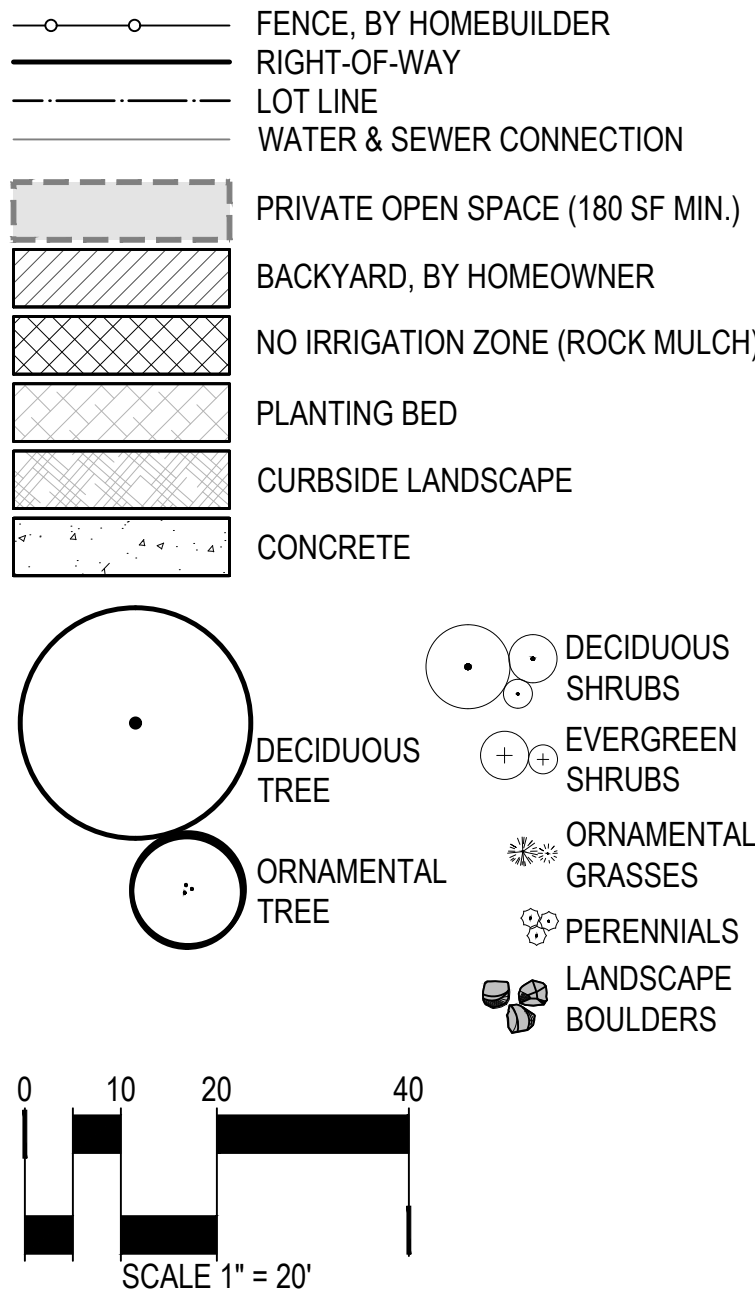 FENCE, BY HOMEBUILDER
RIGHT-OF-WAY
LOT LINE
WATER & SEWER CONNECTION
PRIVATE OPEN SPACE (180 SF MIN.)
BACKYARD, BY HOMEOWNER
NO IRRIGATION ZONE (ROCK MULCH)
PLANTING BED
CURBSIDE LANDSCAPE
CONCRETE
DECIDUOUS
TREE
ORNAMENTAL
TREE
DECIDUOUS
SHRUBS
EVERGREEN
SHRUBS
ORNAMENTAL
GRASSES
PERENNIALS
LANDSCAPE
BOULDERS
0 10 20 40
SCALE 1" = 20'